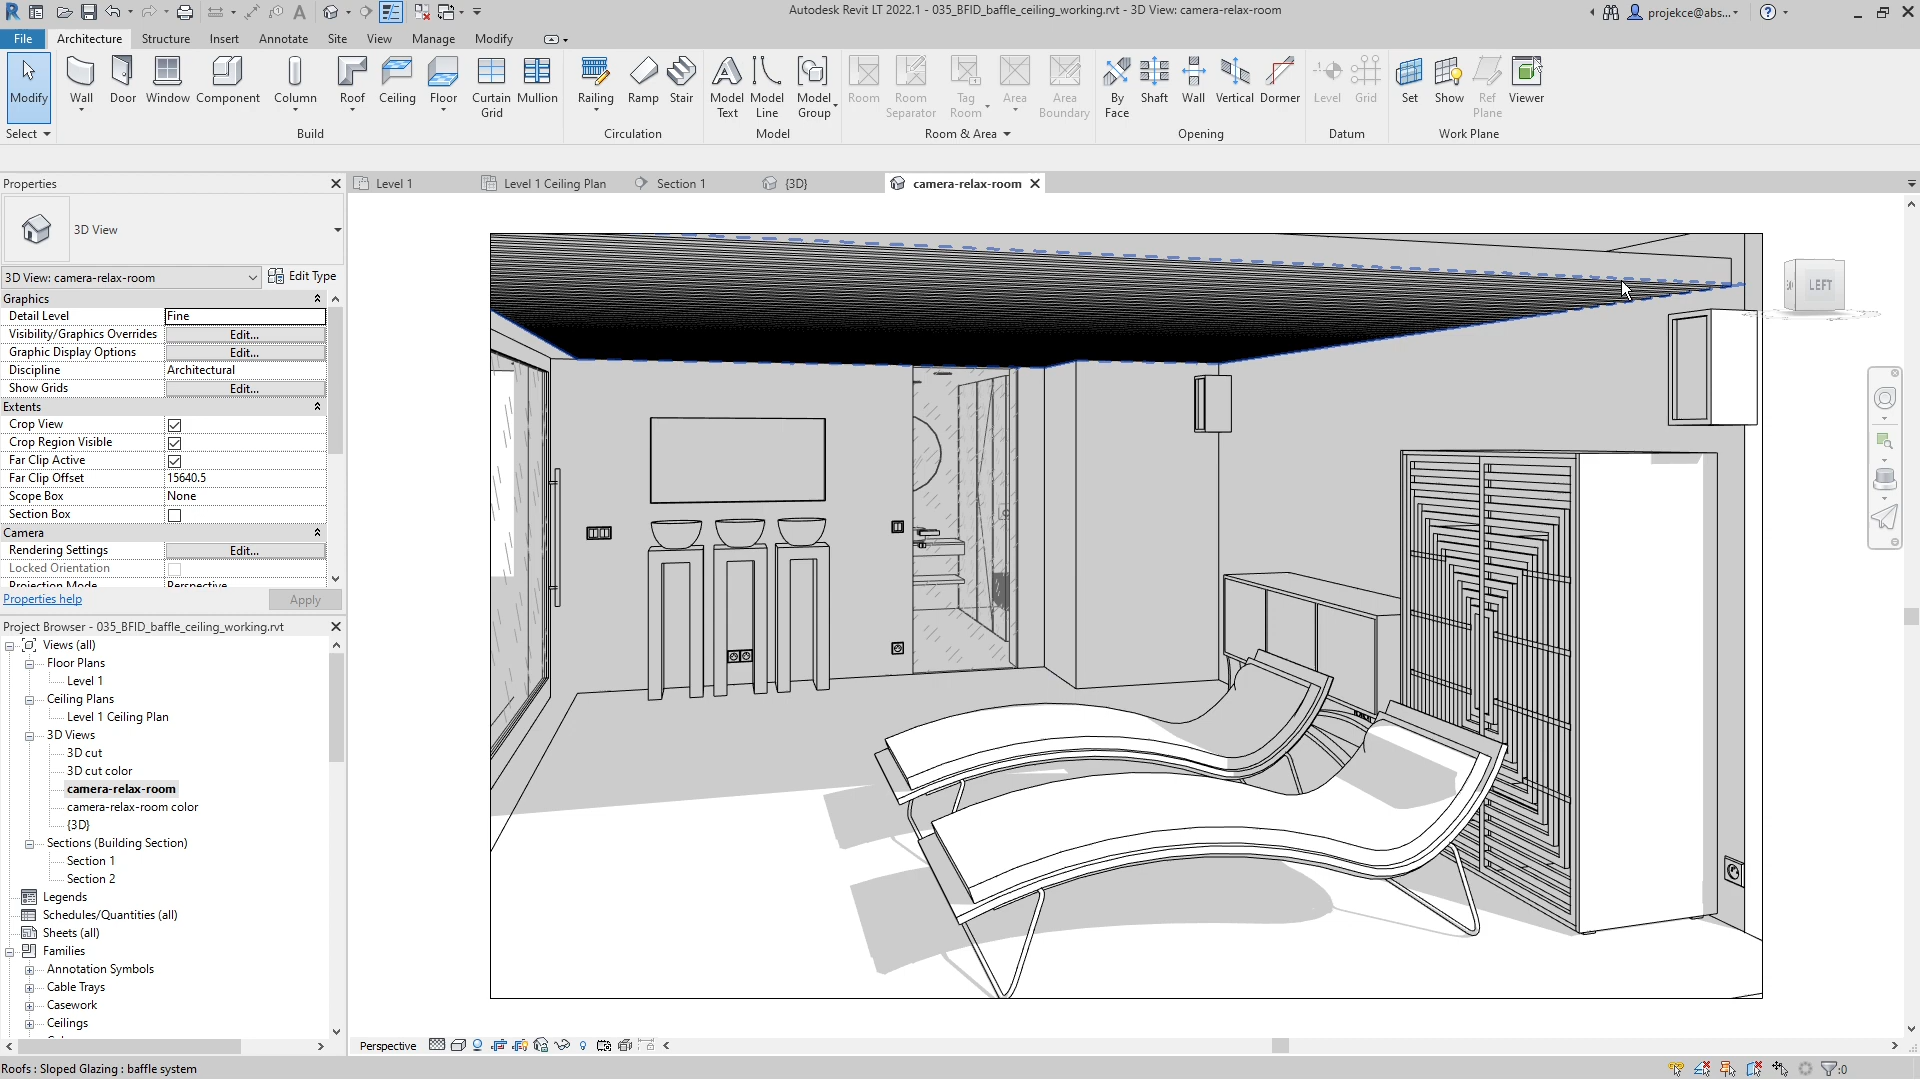 Autodesk Revit LT 2022.1 - 035_BFID_baffle_ceiling_working.rvt - 3D View: camera-relax-room
projekce@abs...
File
Architecture
Structure
Insert
Annotate
Site
View
Manage
Modify
Modify
Wall
Door
Window
Component
Column
Roof
Ceiling
Floor
Curtain
Grid
Mullion
Railing
Ramp
Stair
Model
Text
Model
Line
Model
Group
Room
Room
Separator
Tag
Room
Area
Area
Boundary
By
Face
Shaft
Wall
Vertical
Dormer
Level
Grid
Set
Show
Ref
Plane
Viewer
Select
Build
Circulation
Model
Room & Area
Opening
Datum
Work Plane
Properties
Level 1
Level 1 Ceiling Plan
Section 1
{3D}
camera-relax-room
3D View
3D View: camera-relax-room
Edit Type
Graphics
Detail Level Fine
Visibility/Graphics Overrides Edit...
Graphic Display Options Edit...
Discipline Architectural
Show Grids Edit...
Extents
Crop View
Crop Region Visible
Far Clip Active
Far Clip Offset 15640.5
Scope Box None
Section Box
Camera
Rendering Settings Edit...
Locked Orientation
Projection Mode Perspective
Properties help
Apply
LEFT
Project Browser - 035_BFID_baffle_ceiling_working.rvt
Views (all)
Floor Plans
Level 1
Ceiling Plans
Level 1 Ceiling Plan
3D Views
3D cut
3D cut color
camera-relax-room
camera-relax-room color
{3D}
Sections (Building Section)
Section 1
Section 2
Legends
Schedules/Quantities (all)
Sheets (all)
Families
Annotation Symbols
Cable Trays
Casework
Ceilings
Perspective
Roofs : Sloped Glazing : baffle system
:0